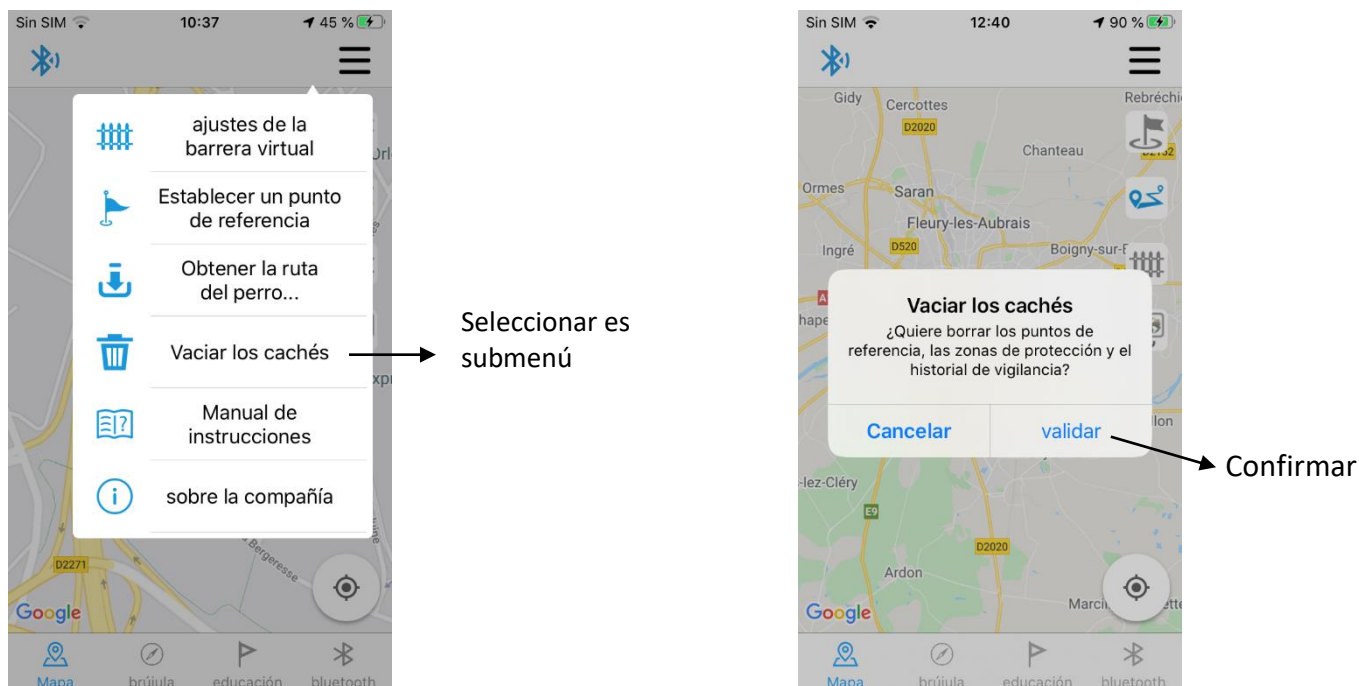 Sin SIM 10:37 45 %
ajustes de la
barrera virtual
Establecer un punto
de referencia
Obtener la ruta
del perro...
Vaciar los cachés
Manual de
instrucciones
sobre la compañía
D2271
Bergeresse
Google
Mapa brújula educación bluetooth
Seleccionar es
submenú
Sin SIM 12:40 90 %
Gidy
Cercottes
D2020
Chanteau
Ormes
Saran
Fleury-les-Aubrais
Ingré
D520
Vaciar los cachés
¿Quiere borrar los puntos de
referencia, las zonas de protección y el
historial de vigilancia?
Cancelar validar
Confirmar
-lez-Cléry
E9
D2020
Ardon
Google
Mapa brújula educación bluetooth